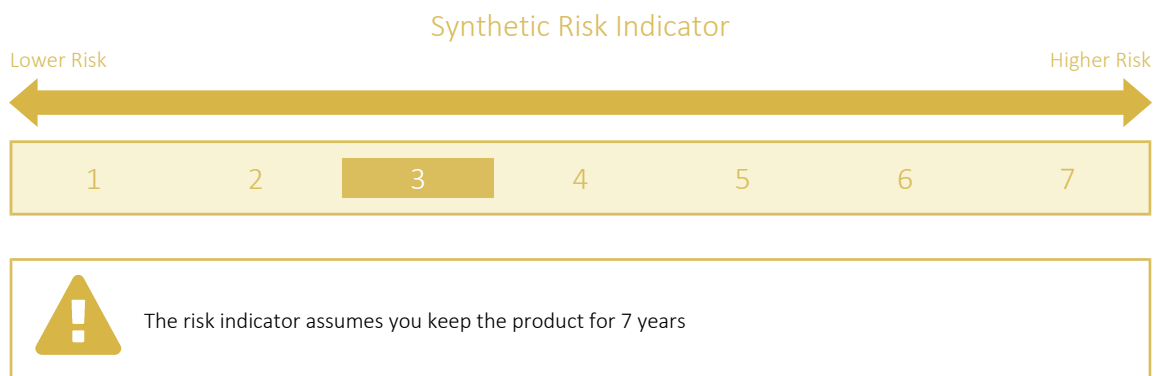 Synthetic Risk Indicator
Lower Risk Higher Risk
1 2 3 4 5 6 7
The risk indicator assumes you keep the product for 7 years